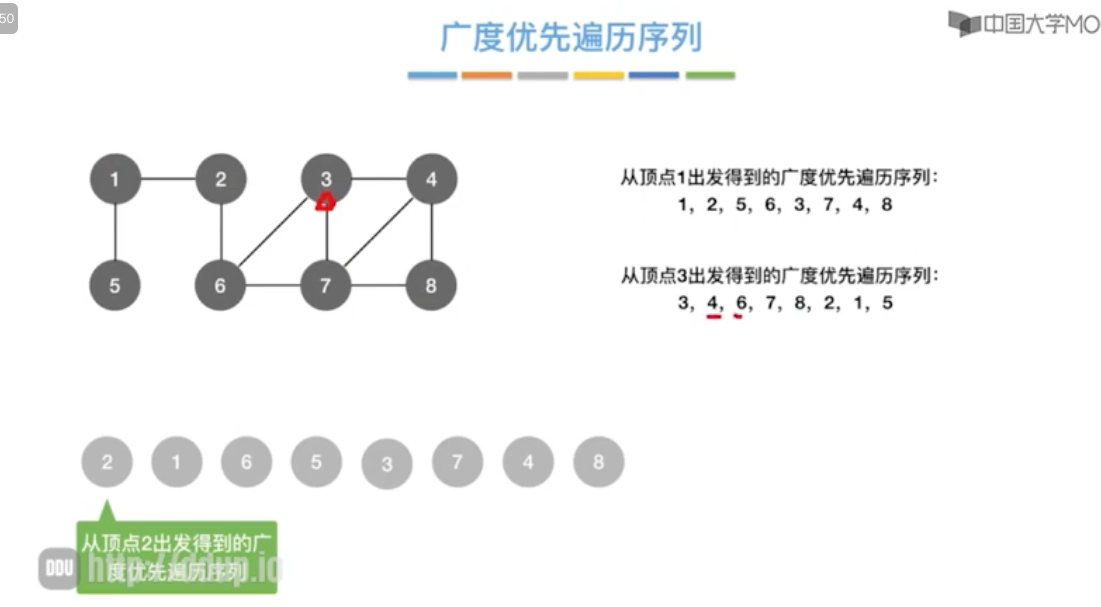 50
广度优先遍历序列
中国大学MO
1 2 3 4
5 6 7 8
从顶点1出发得到的广度优先遍历序列：
1, 2, 5, 6, 3, 7, 4, 8
从顶点3出发得到的广度优先遍历序列：
3, 4, 6, 7, 8, 2, 1, 5
2 1 6 5 3 7 4 8
从顶点2出发得到的广
度优先遍历序列
DDU http://ddup.io